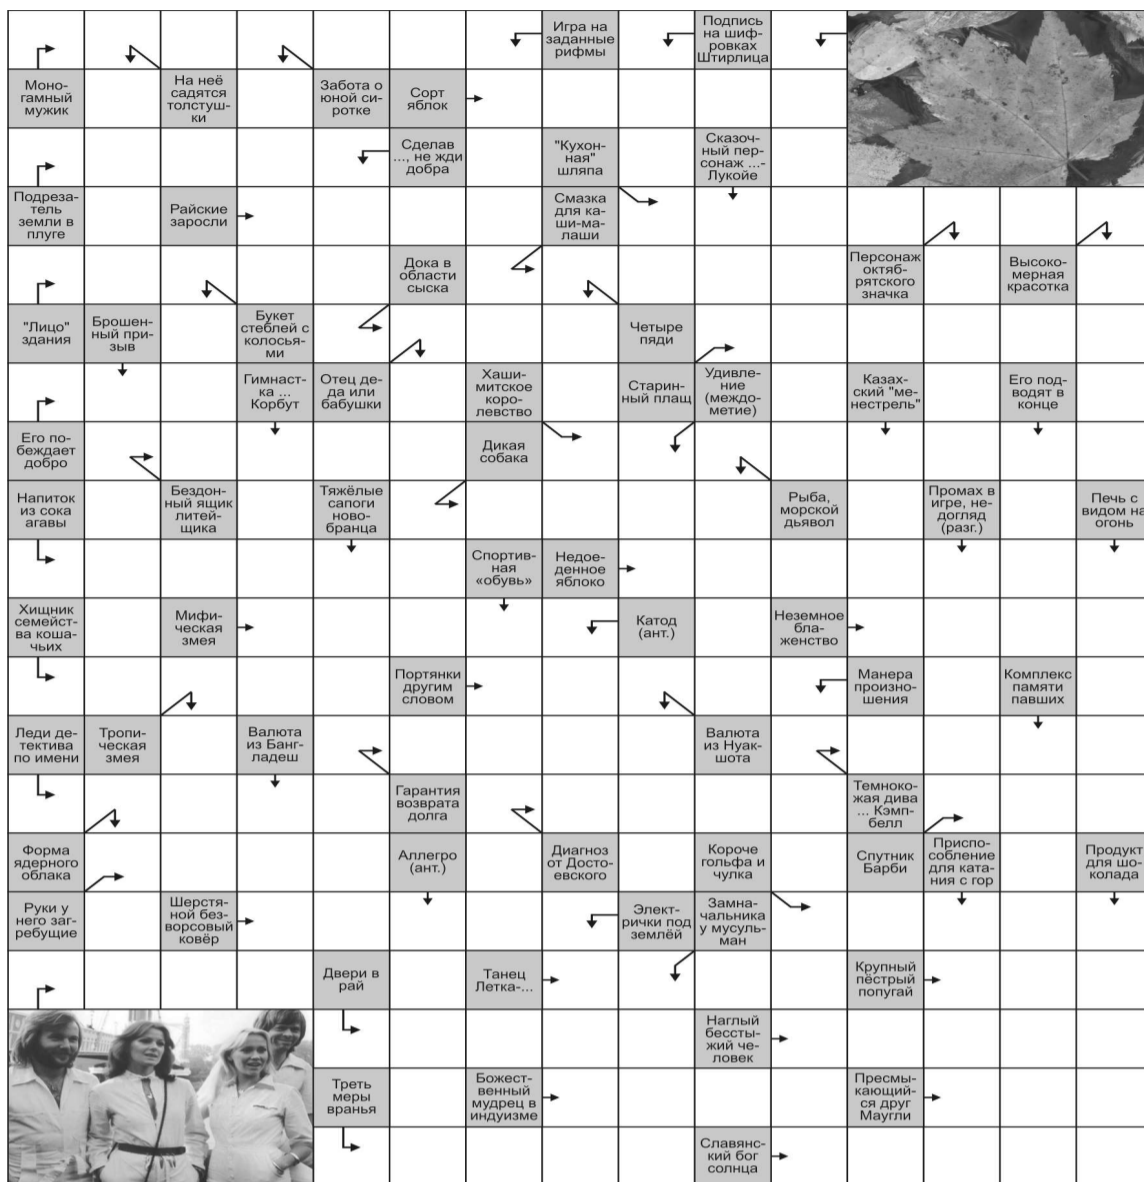 Игра на
заданные
рифмы
Подпись
на шиф-
ровках
Штирлица
Моно-
гамный
мужик
На неё
садятся
толстуш-
ки
Забота о
юной си-
ротке
Сорт
яблок
Сделав
..., не жди
добра
"Кухон-
ная"
шляпа
Сказоч-
ный пер-
сонаж ...-
Лукойе
Подреза-
тель
земли в
плуге
Райские
заросли
Смазка
для ка-
ши-ма-
лаши
Дока в
области
сыска
Персонаж
октяб-
рятского
значка
Высоко-
мерная
красотка
"Лицо"
здания
Брошен-
ный при-
зыв
Букет
стеблей с
колосья-
ми
Четыре
пяди
Гимнаст-
ка ...
Корбут
Отец де-
да или
бабушки
Хаши-
митское
коро-
левство
Старин-
ный плащ
Удивле-
ние
(междо-
метие)
Казах-
ский "ме-
нестрель"
Его под-
водят в
конце
Его по-
беждает
добро
Дикая
собака
Напиток
из сока
агавы
Бездон-
ный ящик
литей-
щика
Тяжёлые
сапоги
ново-
бранца
Рыба,
морской
дьявол
Промах в
игре, не-
догляд
(разг.)
Печь с
видом на
огонь
Спортив-
ная
«обувь»
Недое-
денное
яблоко
Хищник
семейст-
ва коша-
чьих
Мифи-
ческая
змея
Катод
(ант.)
Неземное
бла-
женство
Портянки
другим
словом
Манера
произно-
шения
Комплекс
памяти
павших
Леди де-
тектива
по имени
Тропи-
ческая
змея
Валюта
из Банг-
ладеш
Валюта
из Нуак-
шота
Гарантия
возврата
долга
Темноко-
жая дива
... Кэмп-
белл
Форма
ядерного
облака
Аллегро
(ант.)
Диагноз
от Досто-
евского
Короче
гольфа и
чулка
Спутник
Барби
Приспо-
собление
для ката-
ния с гор
Продукт
для шо-
колада
Руки у
него заг-
ребущие
Шерстя-
ной без-
ворсовый
ковёр
Элект-
рички под
землёй
Замна-
чальника
у мусуль-
ман
Двери в
рай
Танец
Летка-...
Крупный
пёстрый
попугай
Наглый
бессты-
жий че-
ловек
Треть
меры
вранья
Божест-
венный
мудрец в
индуизме
Пресмы-
кающий-
ся друг
Маугли
Славянс-
кий бог
солнца